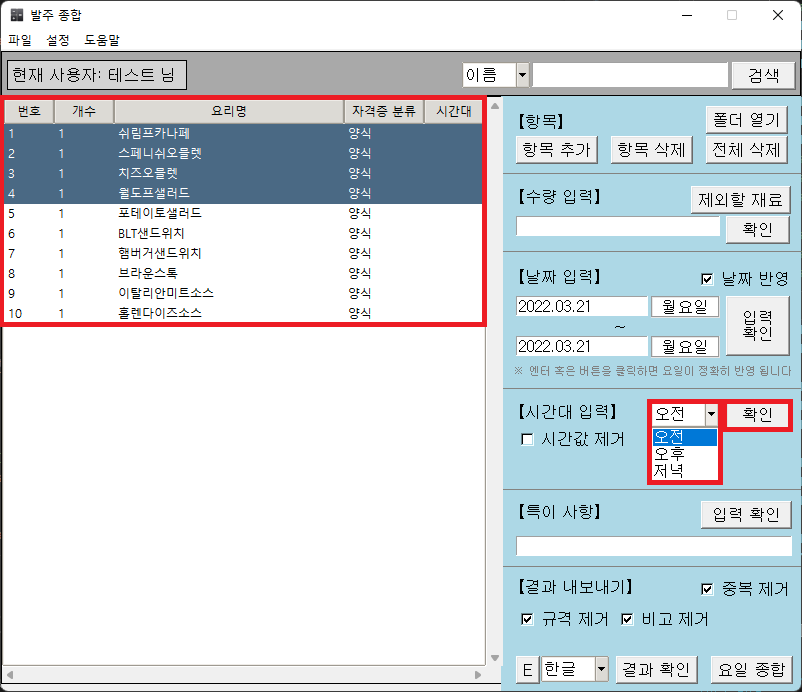 발주 종합
파일 설정 도움말
현재 사용자: 테스트 님
이름
검색
번호 개수 요리명 자격증 분류 시간대
1 1 쉬림프카나페 양식
2 1 스페니쉬오믈렛 양식
3 1 치즈오믈렛 양식
4 1 월도프샐러드 양식
5 1 포테이토샐러드 양식
6 1 BLT샌드위치 양식
7 1 햄버거샌드위치 양식
8 1 브라운스톡 양식
9 1 이탈리안미트소스 양식
10 1 홀렌다이즈소스 양식
【항목】
폴더 열기
항목 추가 항목 삭제 전체 삭제
【수량 입력】
제외할 재료
확인
【날짜 입력】
날짜 반영
2022.03.21 월요일
~
2022.03.21 월요일
입력
확인
※ 엔터 혹은 버튼을 클릭하면 요일이 정확히 반영 됩니다
【시간대 입력】
오전
확인
시간값 제거
오전
오후
저녁
【특이 사항】
입력 확인
【결과 내보내기】
중복 제거
규격 제거 비고 제거
E 한글 결과 확인 요일 종합